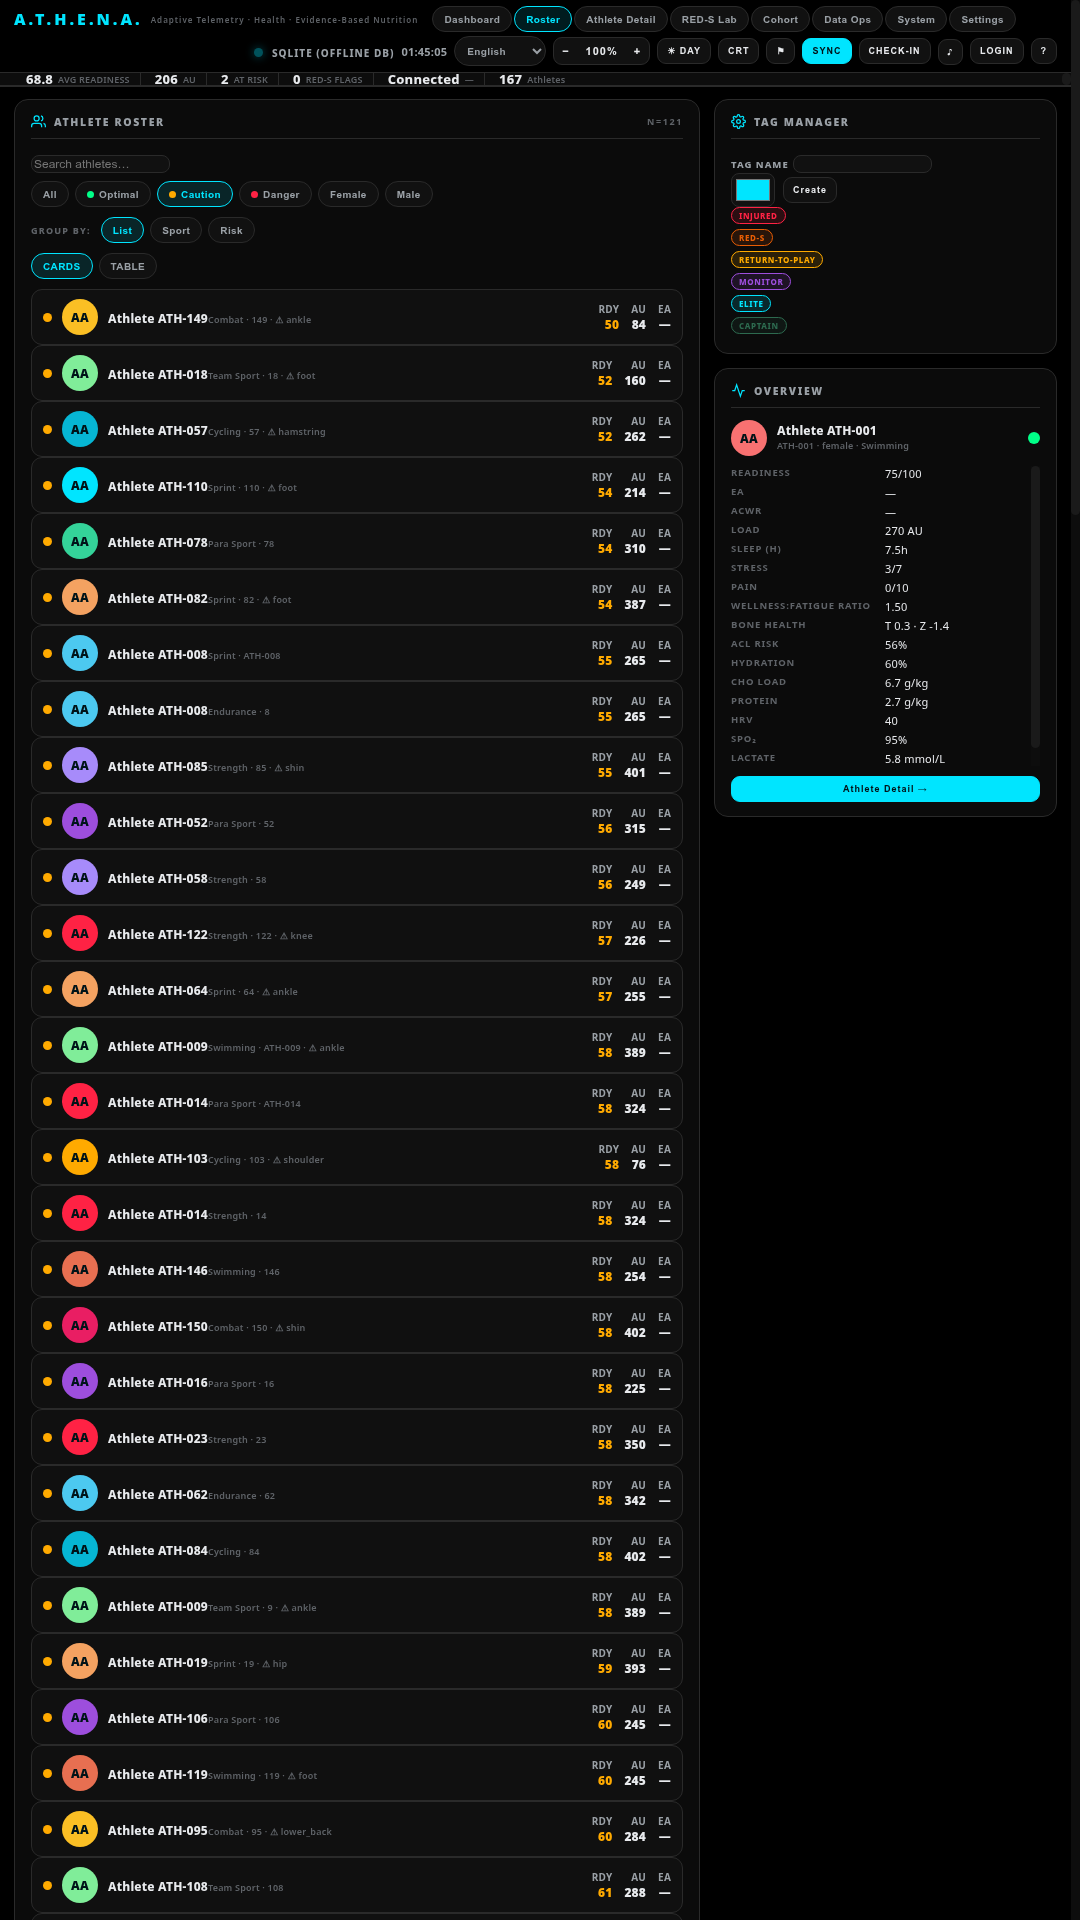 A.T.H.E.N.A. Adaptive Telemetry · Health · Evidence-Based Nutrition Dashboard Roster Athlete Detail RED-S Lab Cohort Data Ops System Settings
SQLITE (OFFLINE DB) 01:45:05 English − 100% + ☀ DAY CRT ⚑ SYNC CHECK-IN ♪ LOGIN ?
68.8 AVG READINESS 206 AU 2 AT RISK 0 RED-S FLAGS Connected — 167 Athletes
ATHLETE ROSTER N=121
Search athletes...
All Optimal Caution Danger Female Male
GROUP BY: List Sport Risk
CARDS TABLE
AA Athlete ATH-149 Combat · 149 · ⚠ ankle RDY 50 AU 84 EA —
AA Athlete ATH-018 Team Sport · 18 · ⚠ foot RDY 52 AU 160 EA —
AA Athlete ATH-057 Cycling · 57 · ⚠ hamstring RDY 52 AU 262 EA —
AA Athlete ATH-110 Sprint · 110 · ⚠ foot RDY 54 AU 214 EA —
AA Athlete ATH-078 Para Sport · 78 RDY 54 AU 310 EA —
AA Athlete ATH-082 Sprint · 82 · ⚠ foot RDY 54 AU 387 EA —
AA Athlete ATH-008 Sprint · ATH-008 RDY 55 AU 265 EA —
AA Athlete ATH-008 Endurance · 8 RDY 55 AU 265 EA —
AA Athlete ATH-085 Strength · 85 · ⚠ shin RDY 55 AU 401 EA —
AA Athlete ATH-052 Para Sport · 52 RDY 56 AU 315 EA —
AA Athlete ATH-058 Strength · 58 RDY 56 AU 249 EA —
AA Athlete ATH-122 Strength · 122 · ⚠ knee RDY 57 AU 226 EA —
AA Athlete ATH-064 Sprint · 64 · ⚠ ankle RDY 57 AU 255 EA —
AA Athlete ATH-009 Swimming · ATH-009 · ⚠ ankle RDY 58 AU 389 EA —
AA Athlete ATH-014 Para Sport · ATH-014 RDY 58 AU 324 EA —
AA Athlete ATH-103 Cycling · 103 · ⚠ shoulder RDY 58 AU 76 EA —
AA Athlete ATH-014 Strength · 14 RDY 58 AU 324 EA —
AA Athlete ATH-146 Swimming · 146 RDY 58 AU 254 EA —
AA Athlete ATH-150 Combat · 150 · ⚠ shin RDY 58 AU 402 EA —
AA Athlete ATH-016 Para Sport · 16 RDY 58 AU 225 EA —
AA Athlete ATH-023 Strength · 23 RDY 58 AU 350 EA —
AA Athlete ATH-062 Endurance · 62 RDY 58 AU 342 EA —
AA Athlete ATH-084 Cycling · 84 RDY 58 AU 402 EA —
AA Athlete ATH-009 Team Sport · 9 · ⚠ ankle RDY 58 AU 389 EA —
AA Athlete ATH-019 Sprint · 19 · ⚠ hip RDY 59 AU 393 EA —
AA Athlete ATH-106 Para Sport · 106 RDY 60 AU 245 EA —
AA Athlete ATH-119 Swimming · 119 · ⚠ foot RDY 60 AU 245 EA —
AA Athlete ATH-095 Combat · 95 · ⚠ lower_back RDY 60 AU 284 EA —
AA Athlete ATH-108 Team Sport · 108 RDY 61 AU 288 EA —
TAG MANAGER
TAG NAME
Create
INJURED
RED-S
RETURN-TO-PLAY
MONITOR
ELITE
CAPTAIN
OVERVIEW
AA Athlete ATH-001
ATH-001 · female · Swimming
READINESS 75/100
EA —
ACWR —
LOAD 270 AU
SLEEP (H) 7.5h
STRESS 3/7
PAIN 0/10
WELLNESS:FATIGUE RATIO 1.50
BONE HEALTH T 0.3 · Z -1.4
ACL RISK 56%
HYDRATION 60%
CHO LOAD 6.7 g/kg
PROTEIN 2.7 g/kg
HRV 40
SPO₂ 95%
LACTATE 5.8 mmol/L
Athlete Detail →